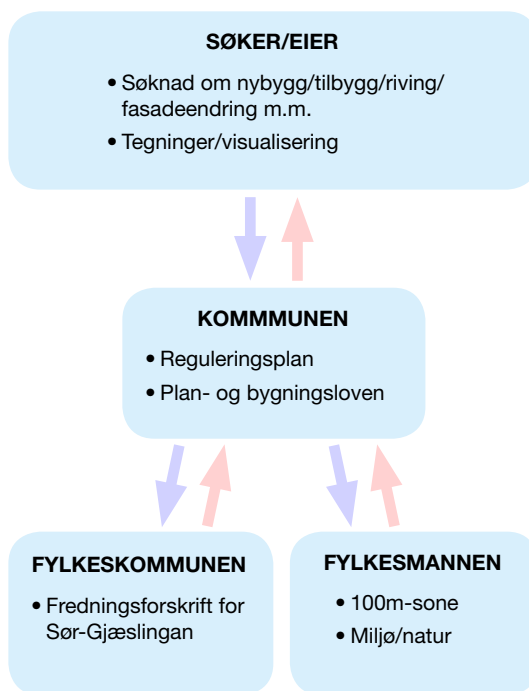 SØKER/EIER
• Søknad om nybygg/tilbygg/riving/
fasadeendring m.m.
• Tegninger/visualisering
KOMMMUNEN
• Reguleringsplan
• Plan- og bygningsloven
FYLKESKOMMUNEN
• Fredningsforskrift for
Sør-Gjæslingan
FYLKESMANNEN
• 100m-sone
• Miljø/natur